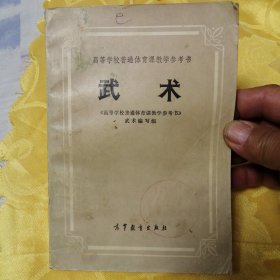 高等学校普通体育课教学参考书
武术
《高等学校普通体育课教学参考书》
武术编写组
高等教育出版社